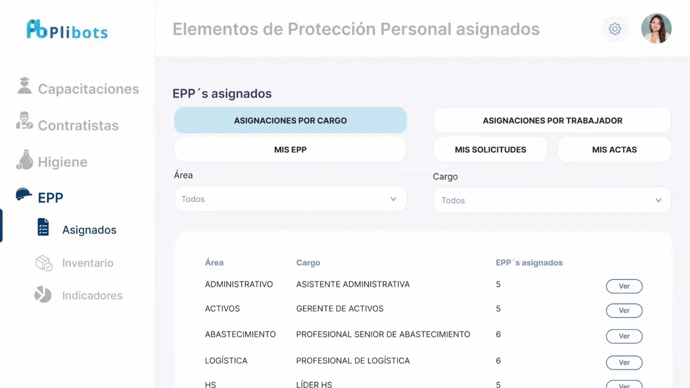 Plibots
Elementos de Protección Personal asignados
Capacitaciones
Contratistas
Higiene
EPP
Asignados
Inventario
Indicadores
EPP´s asignados
ASIGNACIONES POR CARGO
ASIGNACIONES POR TRABAJADOR
MIS EPP
MIS SOLICITUDES
MIS ACTAS
Área
Cargo
Todos
Todos
Área Cargo EPP´s asignados
ADMINISTRATIVO ASISTENTE ADMINISTRATIVA 5 Ver
ACTIVOS GERENTE DE ACTIVOS 5 Ver
ABASTECIMIENTO PROFESIONAL SENIOR DE ABASTECIMIENTO 6 Ver
LOGÍSTICA PROFESIONAL DE LOGÍSTICA 6 Ver
HS LÍDER HS 5 Ver